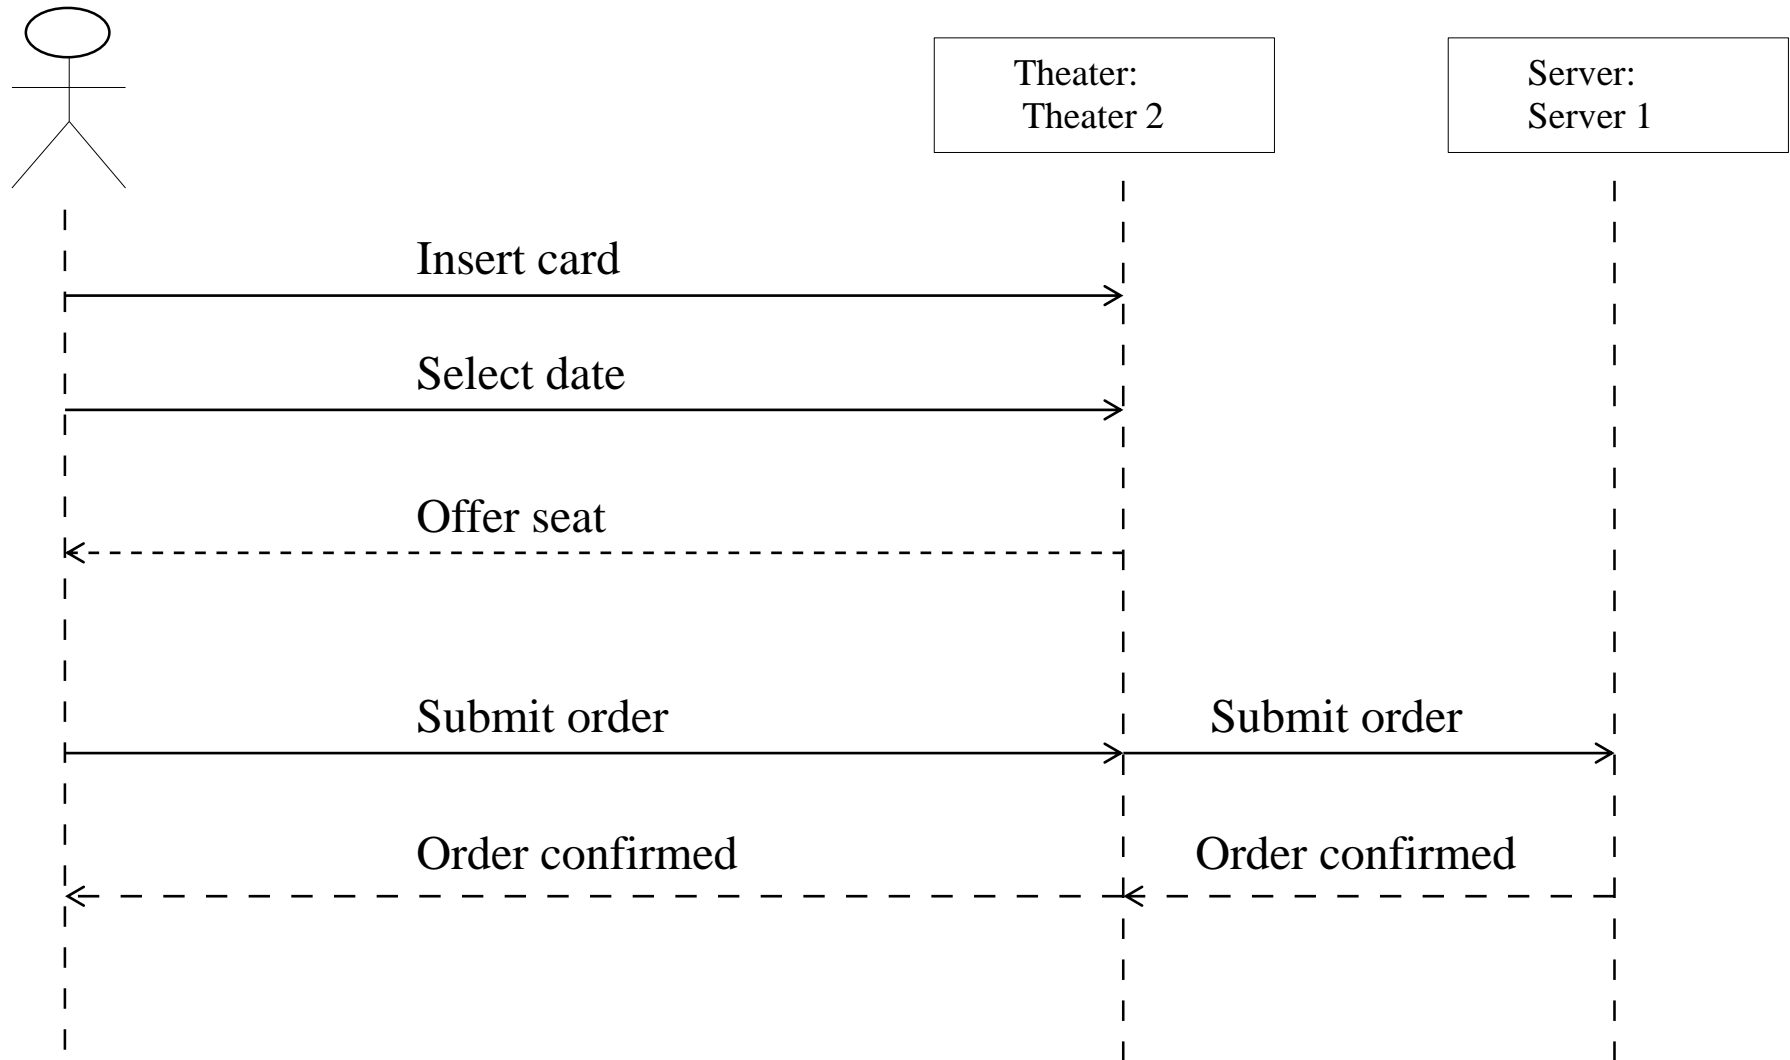 Theater:
Theater 2
Server:
Server 1
Insert card
Select date
Offer seat
Submit order
Submit order
Order confirmed
Order confirmed